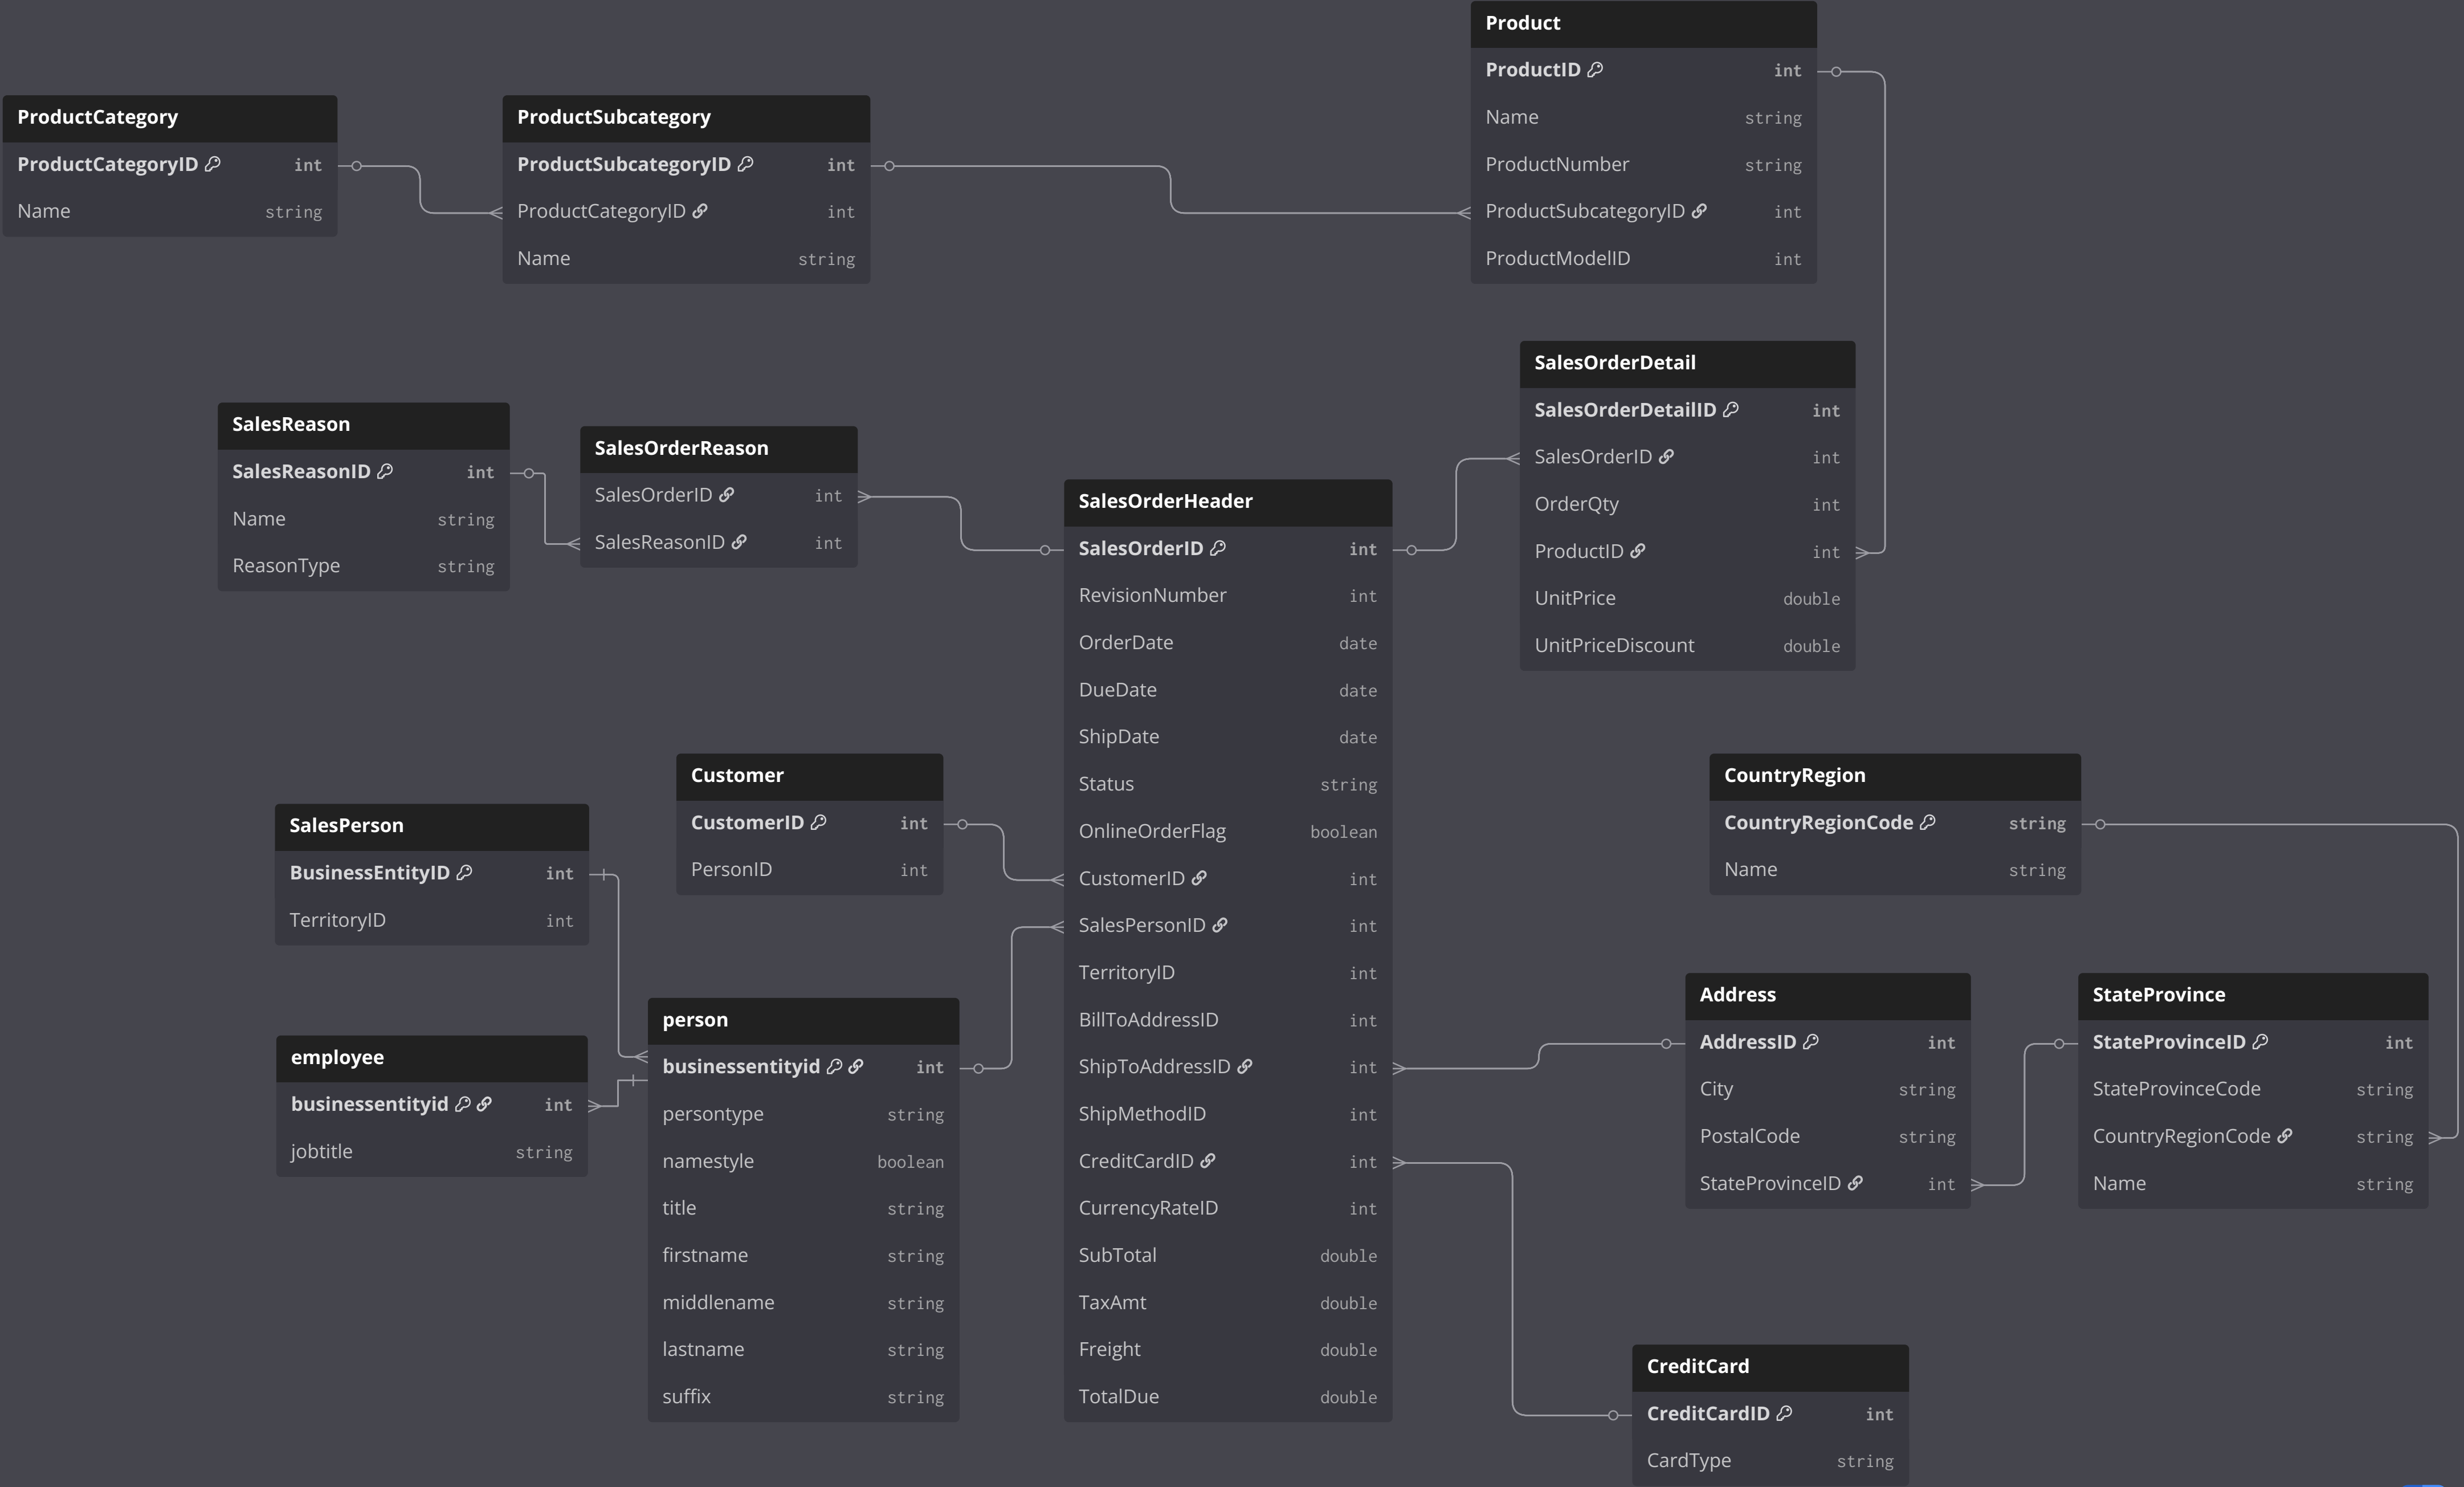 Product
ProductID int
Name string
ProductNumber string
ProductSubcategoryID int
ProductModelID int
ProductCategory
ProductCategoryID int
Name string
ProductSubcategory
ProductSubcategoryID int
ProductCategoryID int
Name string
SalesOrderDetail
SalesOrderDetailID int
SalesOrderID int
OrderQty int
ProductID int
UnitPrice double
UnitPriceDiscount double
SalesReason
SalesReasonID int
Name string
ReasonType string
SalesOrderReason
SalesOrderID int
SalesReasonID int
SalesOrderHeader
SalesOrderID int
RevisionNumber int
OrderDate date
DueDate date
ShipDate date
Status string
OnlineOrderFlag boolean
CustomerID int
SalesPersonID int
TerritoryID int
BillToAddressID int
ShipToAddressID int
ShipMethodID int
CreditCardID int
CurrencyRateID int
SubTotal double
TaxAmt double
Freight double
TotalDue double
Customer
CustomerID int
PersonID int
CountryRegion
CountryRegionCode string
Name string
SalesPerson
BusinessEntityID int
TerritoryID int
Address
AddressID int
City string
PostalCode string
StateProvinceID int
StateProvince
StateProvinceID int
StateProvinceCode string
CountryRegionCode string
Name string
person
businessentityid int
persontype string
namestyle boolean
title string
firstname string
middlename string
lastname string
suffix string
employee
businessentityid int
jobtitle string
CreditCard
CreditCardID int
CardType string